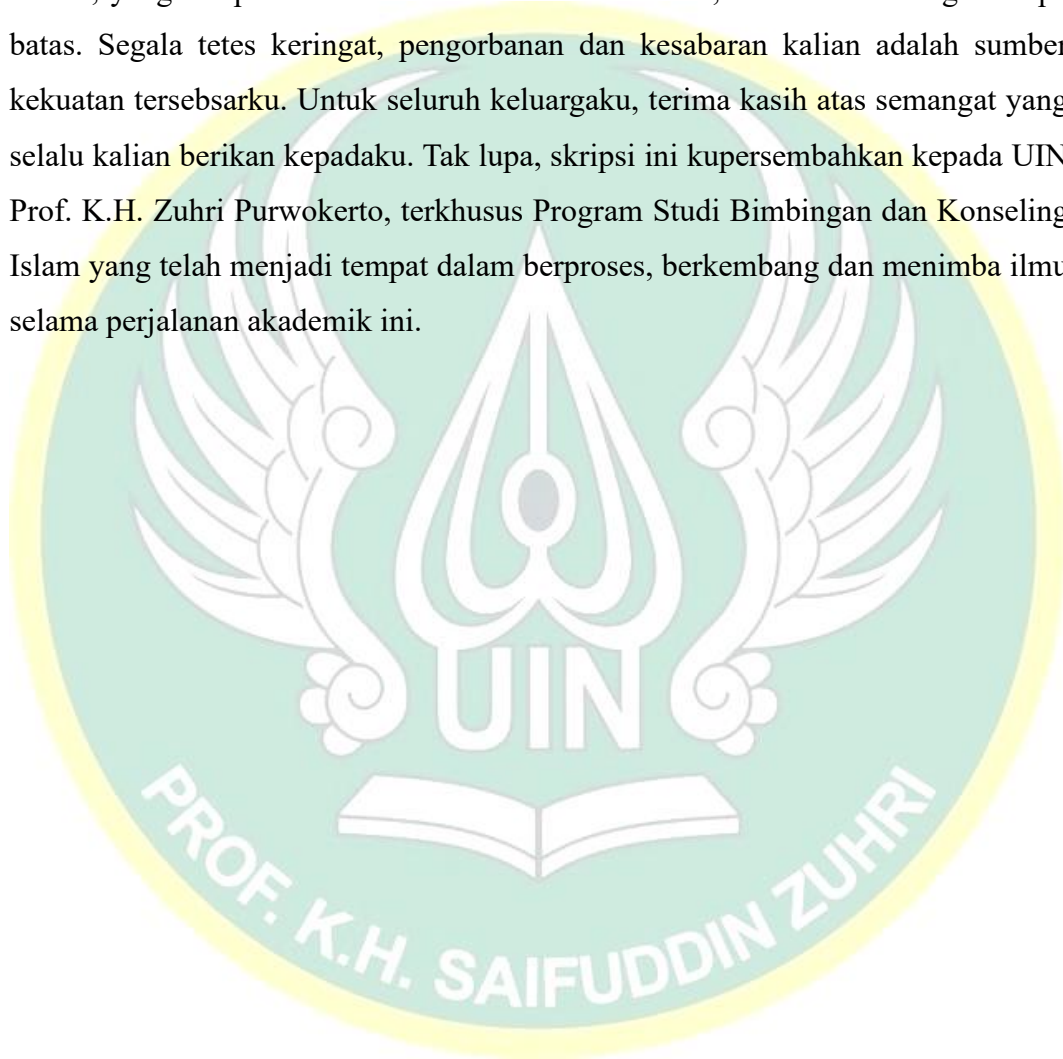 batas. Segala tetes keringat, pengorbanan dan kesabaran kalian adalah sumber
kekuatan tersebsarku. Untuk seluruh keluargaku, terima kasih atas semangat yang
selalu kalian berikan kepadaku. Tak lupa, skripsi ini kupersembahkan kepada UIN
Prof. K.H. Zuhri Purwokerto, terkhusus Program Studi Bimbingan dan Konseling
Islam yang telah menjadi tempat dalam berproses, berkembang dan menimba ilmu
selama perjalanan akademik ini.
UIN
PROF. K.H. SAIFUDDIN ZUHRI